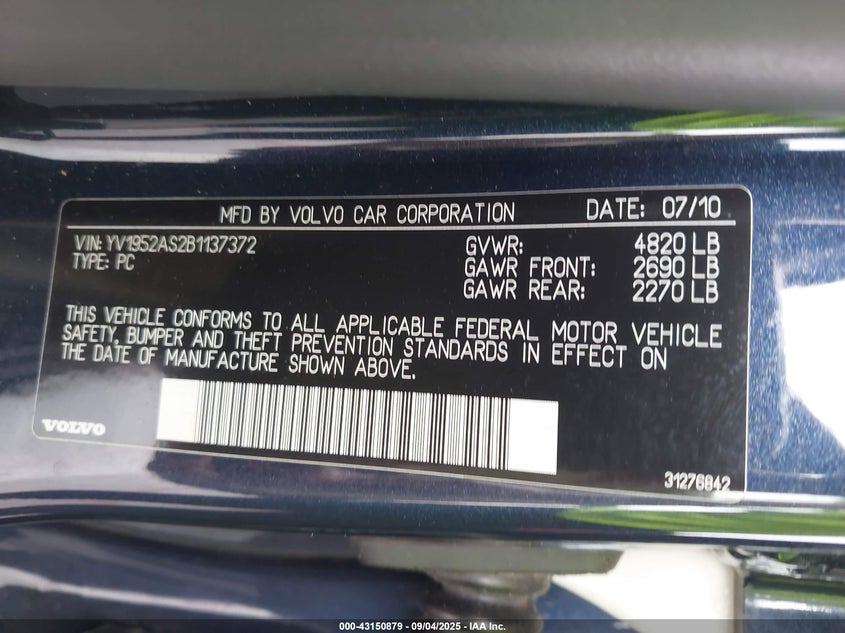 MFD BY VOLVO CAR CORPORATION DATE: 07/10
VIN: YV1952AS2B1137372
TYPE: PC
GVWR: 4820 LB
GAWR FRONT: 2690 LB
GAWR REAR: 2270 LB
THIS VEHICLE CONFORMS TO ALL APPLICABLE FEDERAL MOTOR VEHICLE
SAFETY, BUMPER AND THEFT PREVENTION STANDARDS IN EFFECT ON
THE DATE OF MANUFACTURE SHOWN ABOVE.
VOLVO
31276842
000-43150879 - 09/04/2025 - IAA Inc.